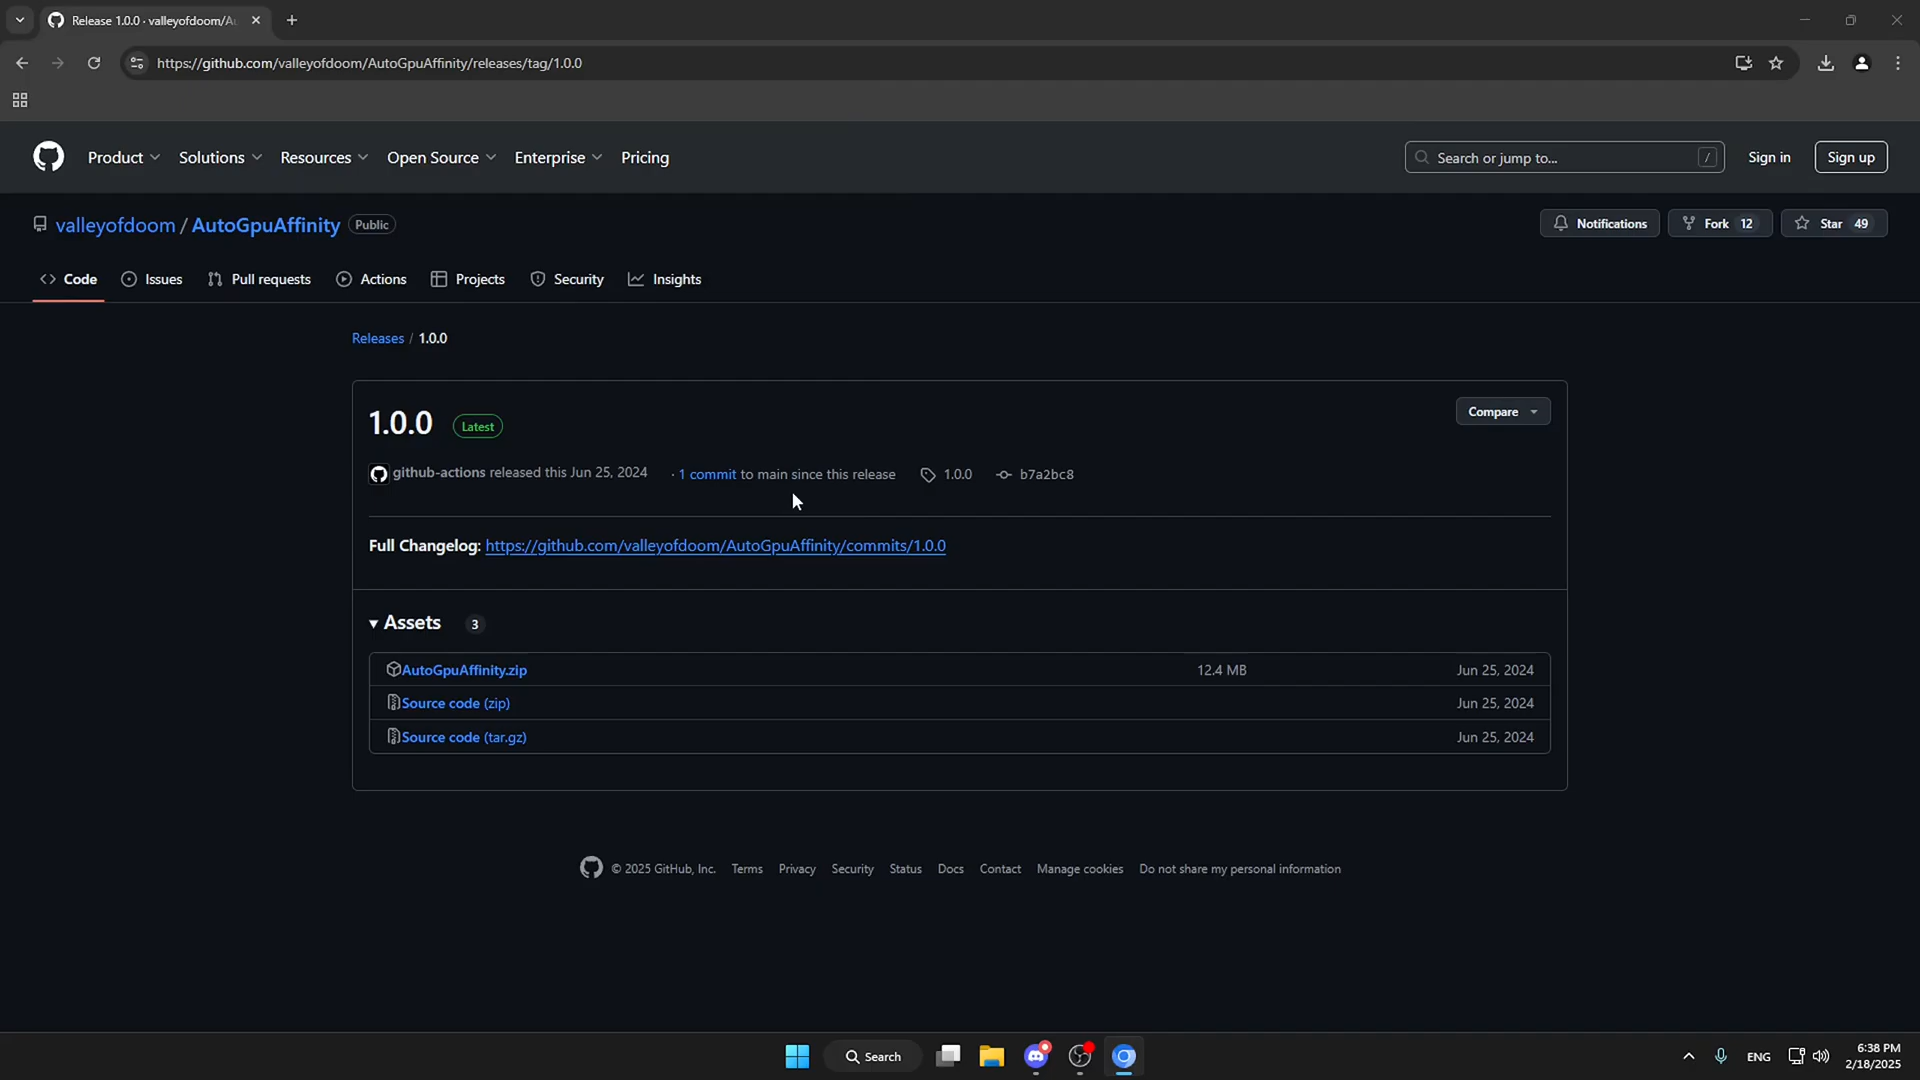 Release 1.0.0 · valleyofdoom/Au
https://github.com/valleyofdoom/AutoGpuAffinity/releases/tag/1.0.0
Product
Solutions
Resources
Open Source
Enterprise
Pricing
Search or jump to...
/
Sign in
Sign up
valleyofdoom / AutoGpuAffinity
Public
Notifications
Fork 12
Star 49
Code
Issues
Pull requests
Actions
Projects
Security
Insights
Releases / 1.0.0
1.0.0
Latest
Compare
github-actions released this Jun 25, 2024
· 1 commit to main since this release
1.0.0
b7a2bc8
Full Changelog: https://github.com/valleyofdoom/AutoGpuAffinity/commits/1.0.0
Assets 3
AutoGpuAffinity.zip 12.4 MB Jun 25, 2024
Source code (zip) Jun 25, 2024
Source code (tar.gz) Jun 25, 2024
© 2025 GitHub, Inc. Terms Privacy Security Status Docs Contact Manage cookies Do not share my personal information
Search
ENG
6:38 PM
2/18/2025